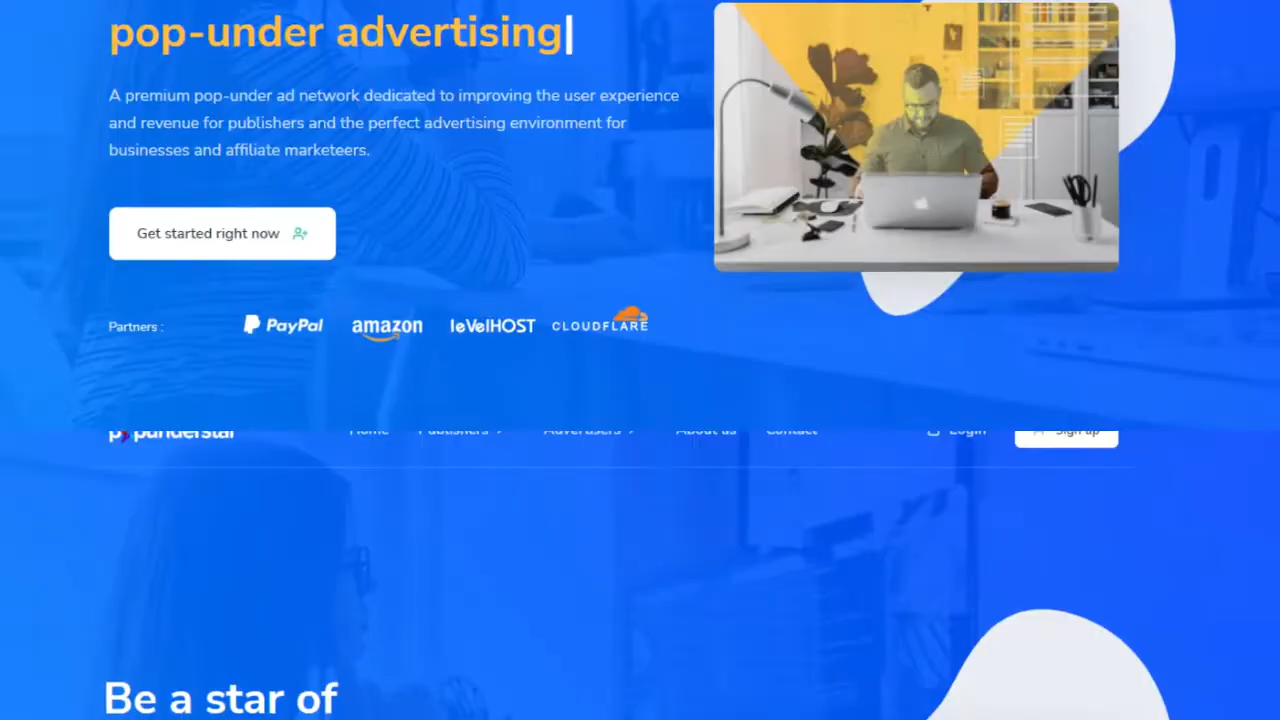 pop-under advertising|
A premium pop-under ad network dedicated to improving the user experience
and revenue for publishers and the perfect advertising environment for
businesses and affiliate marketeers.
Get started right now
Partners :
PayPal amazon leVelHOST CLOUDFLARE
popunderstar Home Publishers Advertisers About us Contact Login Sign up
Be a star of